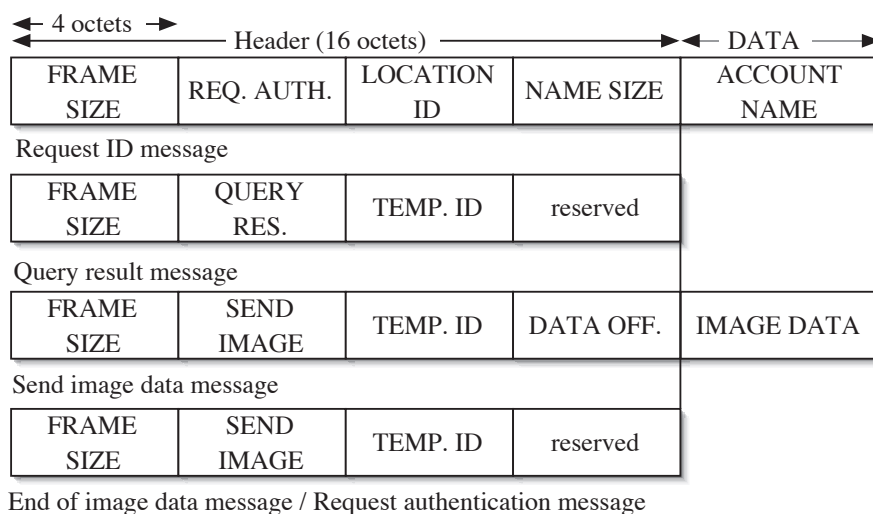 4 octets
Header (16 octets)
DATA
FRAME SIZE
REQ. AUTH.
LOCATION ID
NAME SIZE
ACCOUNT NAME
Request ID message
FRAME SIZE
QUERY RES.
TEMP. ID
reserved
Query result message
FRAME SIZE
SEND IMAGE
TEMP. ID
DATA OFF.
IMAGE DATA
Send image data message
FRAME SIZE
SEND IMAGE
TEMP. ID
reserved
End of image data message / Request authentication message